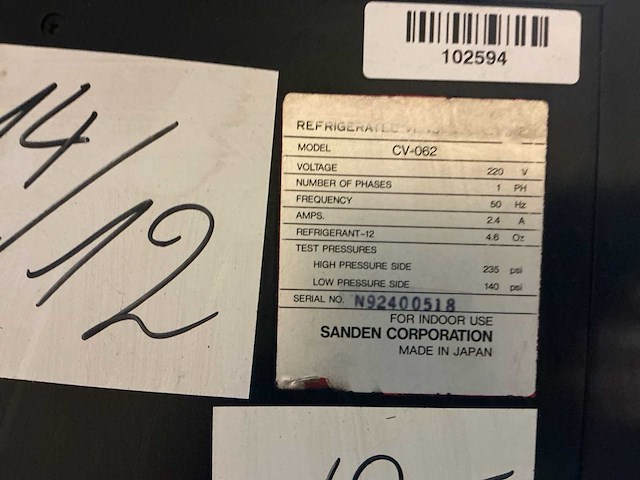 102594
14/12
REFRIGERATED
MODEL CV-062
VOLTAGE 220 V
NUMBER OF PHASES 1 PH
FREQUENCY 50 Hz
AMPS. 2.4 A
REFRIGERANT-12 4.6 Oz
TEST PRESSURES
HIGH PRESSURE SIDE 235 psi
LOW PRESSURE SIDE 140 psi
SERIAL NO. N92400518
FOR INDOOR USE
SANDEN CORPORATION
MADE IN JAPAN